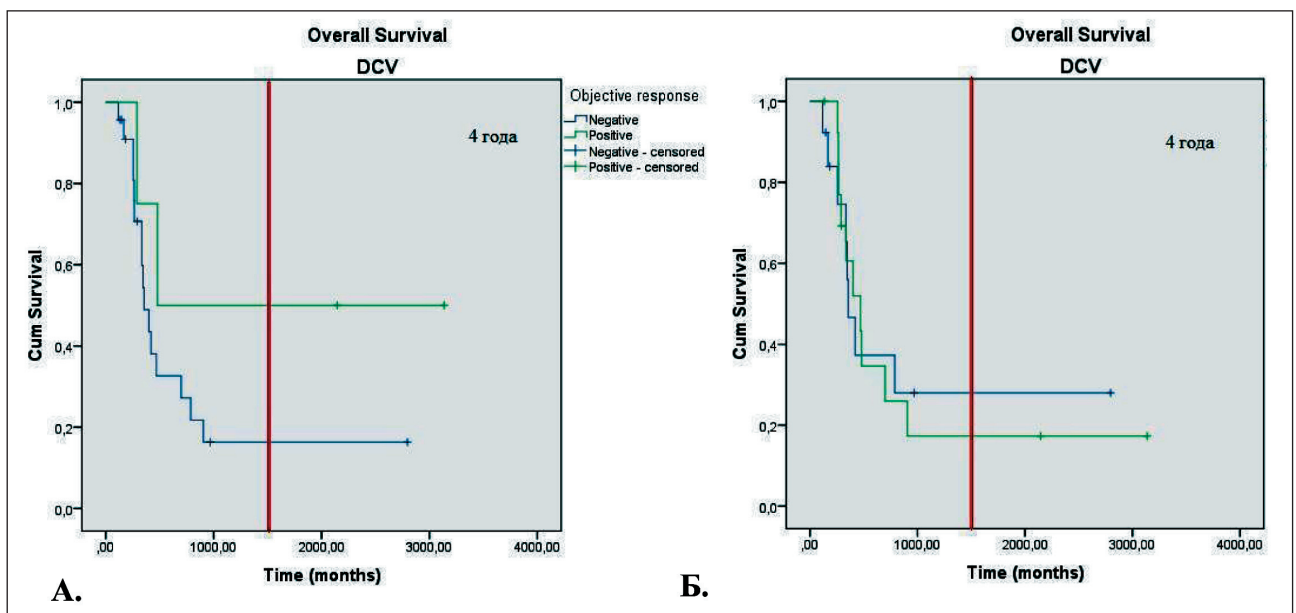 Overall Survival
DCV
Objective response
Negative
Positive
Negative - censored
Positive - censored
4 года
Cum Survival
1,0
0,8
0,6
0,4
0,2
0,0
,00
1000,00
2000,00
3000,00
4000,00
Time (months)
А.
Overall Survival
DCV
4 года
Cum Survival
1,0
0,8
0,6
0,4
0,2
0,0
,00
1000,00
2000,00
3000,00
4000,00
Time (months)
Б.